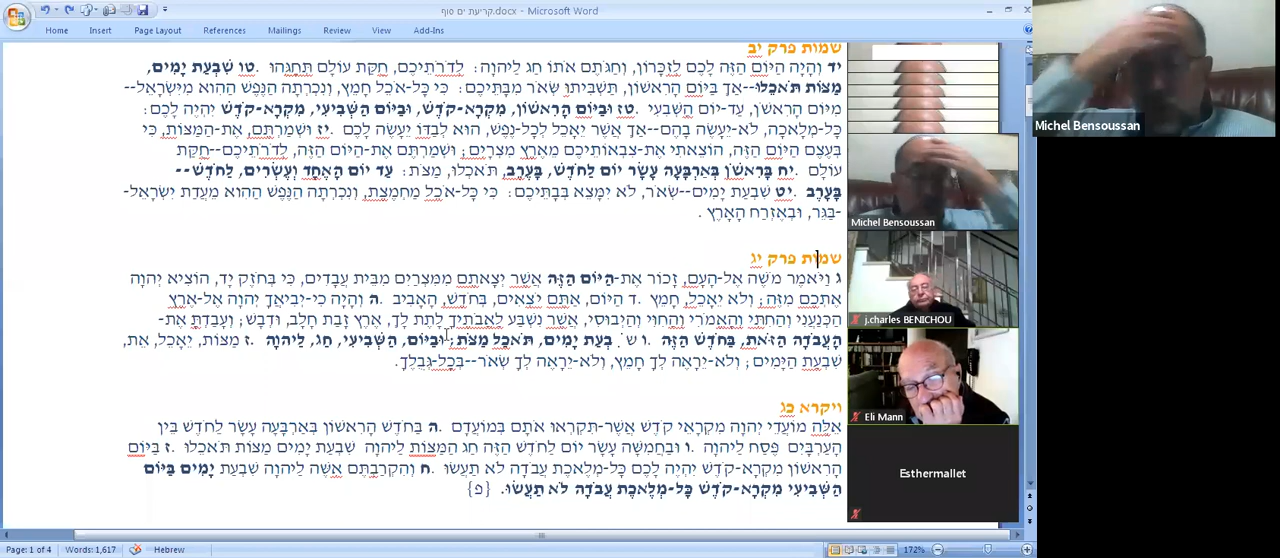 קריעת ים סוף.docx - Microsoft Word
Home Insert Page Layout References Mailings Review View Add-Ins
שמות פרק יב
יד וְהָיָה הַיּוֹם הַזֶּה לָכֶם לְזִכָּרוֹן, וְחַגֹּתֶם אֹתוֹ חַג לַיהוָה: לְדֹרֹתֵיכֶם, חֻקַּת עוֹלָם תְּחָגֻּהוּ. טו שִׁבְעַת יָמִים,
מַצּוֹת תֹּאכֵלוּ--אַךְ בַּיּוֹם הָרִאשׁוֹן, תַּשְׁבִּיתוּ שְּׂאֹר מִבָּתֵּיכֶם: כִּי כָּל-אֹכֵל חָמֵץ, וְנִכְרְתָה הַנֶּפֶשׁ הַהִוא מִיִּשְׂרָאֵל--
מִיּוֹם הָרִאשֹׁן, עַד-יוֹם הַשְּׁבִעִי. טז וּבַיּוֹם הָרִאשׁוֹן, מִקְרָא-קֹדֶשׁ, וּבַיּוֹם הַשְּׁבִיעִי, מִקְרָא-קֹדֶשׁ יִהְיֶה לָכֶם:
כָּל-מְלָאכָה, לֹא-יֵעָשֶׂה בָהֶם--אַךְ אֲשֶׁר יֵאָכֵל לְכָל-נֶפֶשׁ, הוּא לְבַדּוֹ יֵעָשֶׂה לָכֶם. יז וּשְׁמַרְתֶּם, אֶת-הַמַּצּוֹת, כִּי
בְּעֶצֶם הַיּוֹם הַזֶּה, הוֹצֵאתִי אֶת-צִבְאוֹתֵיכֶם מֵאֶרֶץ מִצְרָיִם; וּשְׁמַרְתֶּם אֶת-הַיּוֹם הַזֶּה, לְדֹרֹתֵיכֶם--חֻקַּת
עוֹלָם. יח בָּרִאשֹׁן בְּאַרְבָּעָה עָשָׂר יוֹם לַחֹדֶשׁ, בָּעֶרֶב, תֹּאכְלוּ, מַצֹּת: עַד יוֹם הָאֶחָד וְעֶשְׂרִים, לַחֹדֶשׁ--
בָּעָרֶב. יט שִׁבְעַת יָמִים--שְׂאֹר, לֹא יִמָּצֵא בְּבָתֵּיכֶם: כִּי כָּל-אֹכֵל מַחְמֶצֶת, וְנִכְרְתָה הַנֶּפֶשׁ הַהִוא מֵעֲדַת יִשְׂרָאֵל-
-בַּגֵּר, וּבְאֶזְרַח הָאָרֶץ.
שמות פרק יג
ג וַיֹּאמֶר מֹשֶׁה אֶל-הָעָם, זָכוֹר אֶת-הַיּוֹם הַזֶּה אֲשֶׁר יְצָאתֶם מִמִּצְרַיִם מִבֵּית עֲבָדִים, כִּי בְּחֹזֶק יָד, הוֹצִיא יְהוָה
אֶתְכֶם מִזֶּה; וְלֹא יֵאָכֵל, חָמֵץ. ד הַיּוֹם, אַתֶּם יֹצְאִים, בְּחֹדֶשׁ, הָאָבִיב. ה וְהָיָה כִי-יְבִיאֲךָ יְהוָה אֶל-אֶרֶץ
הַכְּנַעֲנִי וְהַחִתִּי וְהָאֱמֹרִי וְהַחִוִּי וְהַיְבוּסִי, אֲשֶׁר נִשְׁבַּע לַאֲבֹתֶיךָ לָתֶת לָךְ, אֶרֶץ זָבַת חָלָב, וּדְבָשׁ; וְעָבַדְתָּ אֶת-
הָעֲבֹדָה הַזֹּאת, בַּחֹדֶשׁ הַזֶּה. ו שִׁבְעַת יָמִים, תֹּאכַל מַצֹּת; וּבַיּוֹם, הַשְּׁבִיעִי, חַג, לַיהוָה. ז מַצּוֹת, יֵאָכֵל, אֵת,
שִׁבְעַת הַיָּמִים; וְלֹא-יֵרָאֶה לְךָ חָמֵץ, וְלֹא-יֵרָאֶה לְךָ שְׂאֹר--בְּכָל-גְּבֻלֶךָ.
ויקרא כג
אֵלֶּה מוֹעֲדֵי יְהוָה מִקְרָאֵי קֹדֶשׁ אֲשֶׁר-תִּקְרְאוּ אֹתָם בְּמוֹעֲדָם. ה בַּחֹדֶשׁ הָרִאשׁוֹן בְּאַרְבָּעָה עָשָׂר לַחֹדֶשׁ בֵּין
הָעַרְבָּיִם פֶּסַח לַיהוָה. ו וּבַחֲמִשָּׁה עָשָׂר יוֹם לַחֹדֶשׁ הַזֶּה חַג הַמַּצּוֹת לַיהוָה שִׁבְעַת יָמִים מַצּוֹת תֹּאכֵלוּ. ז בַּיּוֹם
הָרִאשׁוֹן מִקְרָא-קֹדֶשׁ יִהְיֶה לָכֶם כָּל-מְלֶאכֶת עֲבֹדָה לֹא תַעֲשׂוּ. ח וְהִקְרַבְתֶּם אִשֶּׁה לַיהוָה שִׁבְעַת יָמִים בַּיּוֹם
הַשְּׁבִיעִי מִקְרָא-קֹדֶשׁ כָּל-מְלֶאכֶת עֲבֹדָה לֹא תַעֲשׂוּ. {פ}
Michel Bensoussan
Michel Bensoussan
j.charles BENICHOU
Eli Mann
Esthermallet
Page: 1 of 4 Words: 1,617 Hebrew 172%